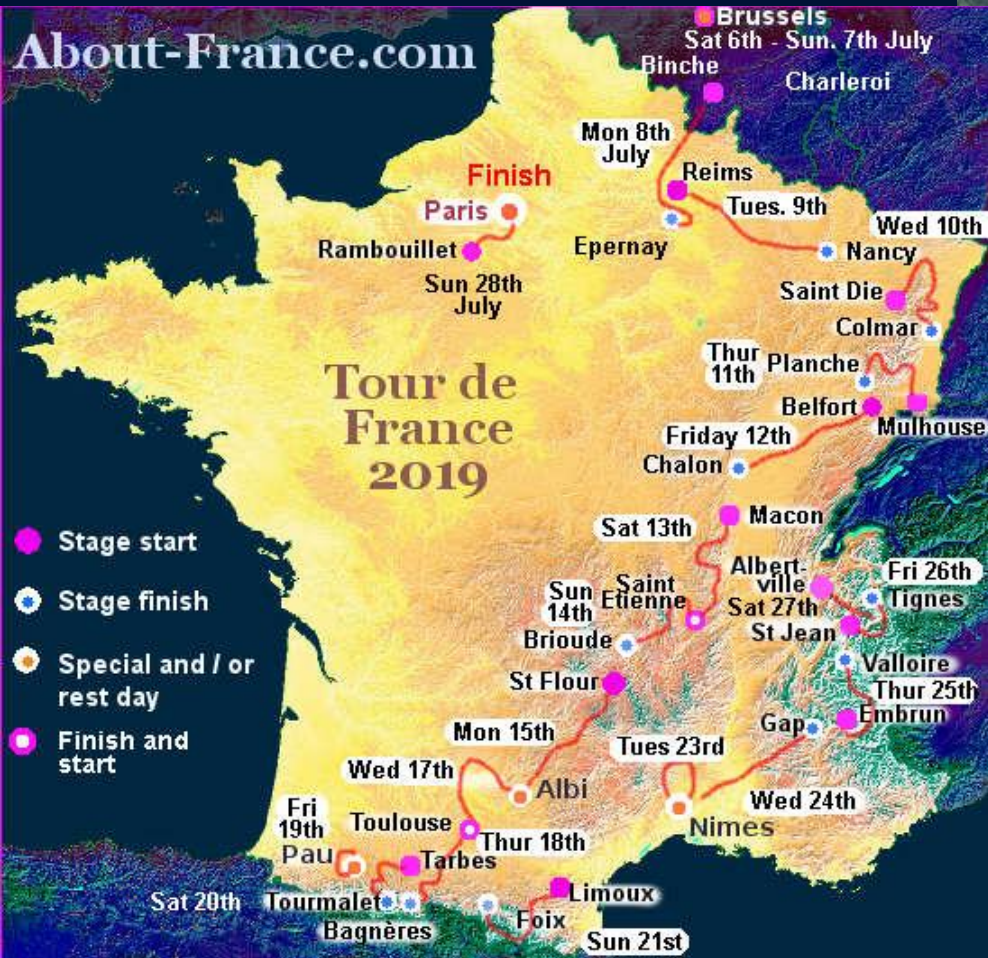 About-France.com
Brussels
Sat 6th - Sun. 7th July
Binche
Charleroi
Mon 8th
July
Reims
Finish
Paris
Tues. 9th
Wed 10th
Rambouillet
Epernay
Nancy
Sun 28th
July
Saint Die
Colmar
Thur
11th
Planche
Tour de
France
2019
Belfort
Mulhouse
Friday 12th
Chalon
Sat 13th
Macon
Stage start
Albert-
ville
Fri 26th
Sun
14th
Saint
Etienne
Sat 27th
Tignes
Stage finish
St Jean
Brioude
Valloire
Special and / or
rest day
St Flour
Thur 25th
Embrun
Gap
Finish and
start
Mon 15th
Tues 23rd
Wed 17th
Albi
Wed 24th
Nimes
Fri
19th
Toulouse
Thur 18th
Pau
Tarbes
Sat 20th
Tourmalet
Limoux
Bagnères
Foix
Sun 21st